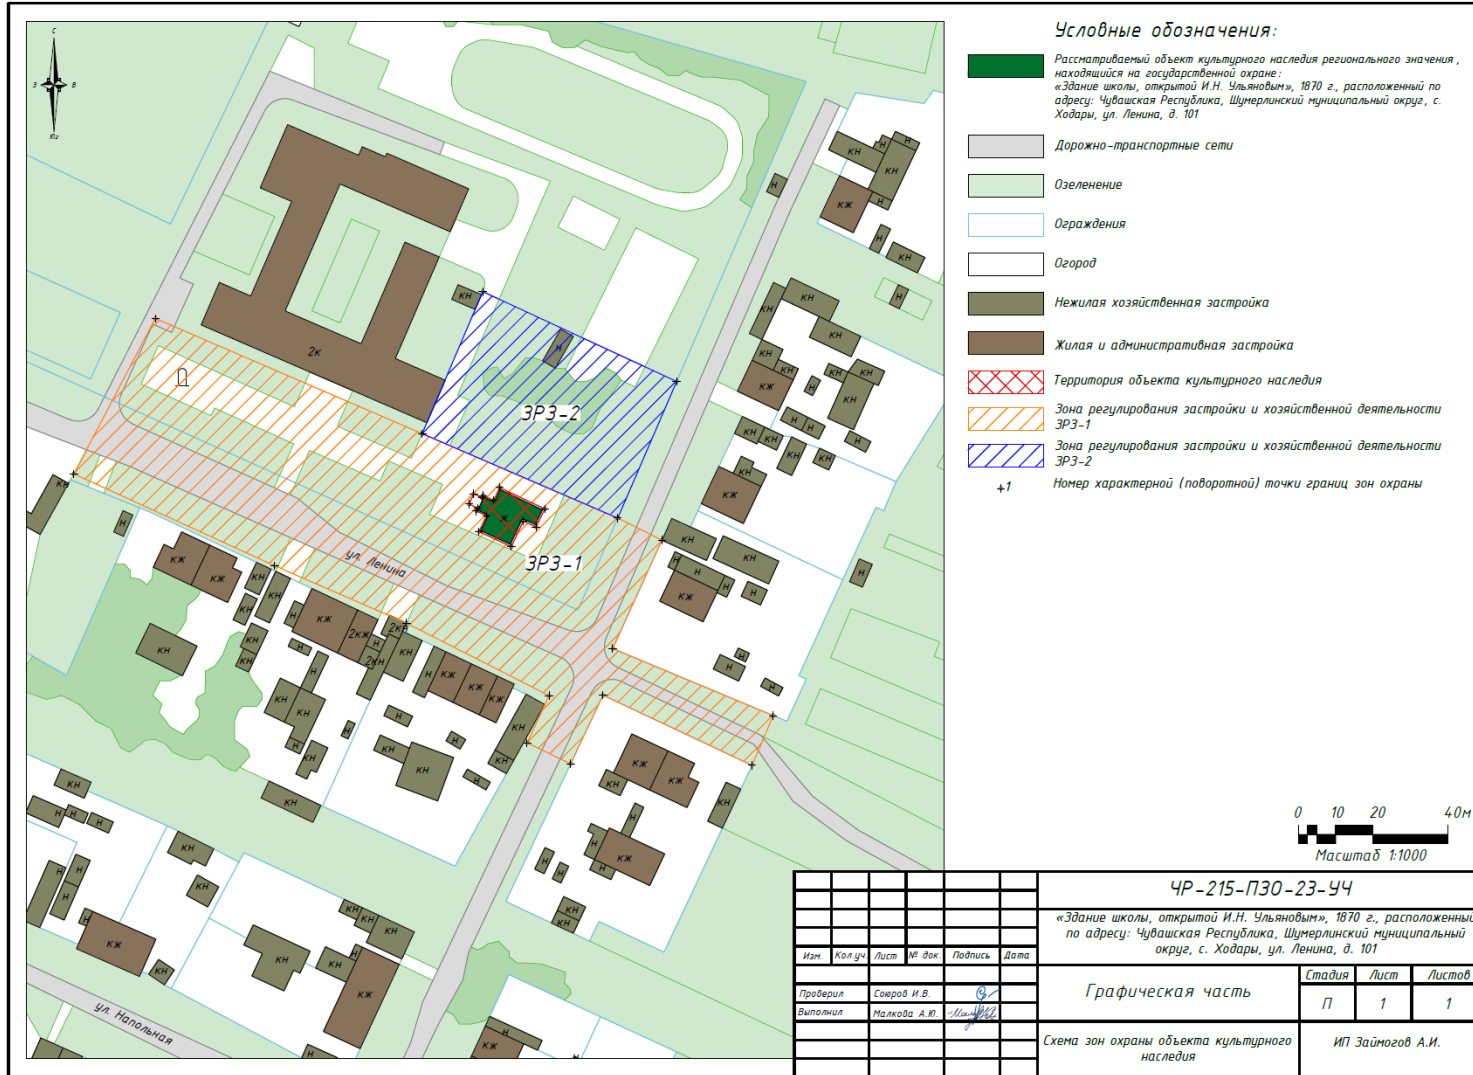 Условные обозначения:
Рассматриваемый объект культурного наследия регионального значения,
находящийся на государственной охране:
«Здание школы, открытой И.Н. Ульяновым», 1870 г., расположенный по
адресу: Чувашская Республика, Шумерлинский муниципальный округ, с.
Ходары, ул. Ленина, д. 101
Дорожно-транспортные сети
Озеленение
Ограждения
Огород
Нежилая хозяйственная застройка
Жилая и административная застройка
Территория объекта культурного наследия
Зона регулирования застройки и хозяйственной деятельности
ЗРЗ-1
Зона регулирования застройки и хозяйственной деятельности
ЗРЗ-2
+1 Номер характерной (поворотной) точки границ зон охраны
С
З В
Юг
2к
ЗРЗ-2
ЗРЗ-1
ул. Ленина
ул. Напольная
0 10 20 40м
Масштаб 1:1000
ЧР-215-ПЗО-23-УЧ
«Здание школы, открытой И.Н. Ульяновым», 1870 г., расположенный
по адресу: Чувашская Республика, Шумерлинский муниципальный
округ, с. Ходары, ул. Ленина, д. 101
Изм. Кол.уч. Лист № док. Подпись Дата
Проверил Сояров И.В.
Выполнил Малкова А.Ю.
Графическая часть
Стадия Лист Листов
П 1 1
Схема зон охраны объекта культурного
наследия
ИП Займогов А.И.